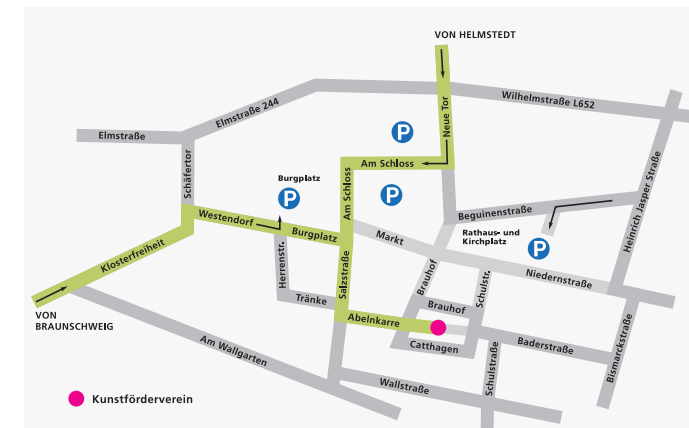 VON HELMSTEDT
Wilhelmstraße L652
Elmstraße 244
Elmstraße
Neue Tor
P
Am Schloss
Schäfertor
Burgplatz
P
P
Am Schloss
Heinrich Jasper Straße
Beguinenstraße
Westendorf
Burgplatz
Markt
Rathaus- und
Kirchplatz
P
Klosterfreiheit
Herrenstr.
Salzstraße
Brauhof
Schulstr.
Niedernstraße
Tränke
Brauhof
VON
BRAUNSCHWEIG
Abelnkarre
Catthagen
Baderstraße
Bismarckstraße
Am Wallgarten
Wallstraße
Schulstraße
Kunstförderverein